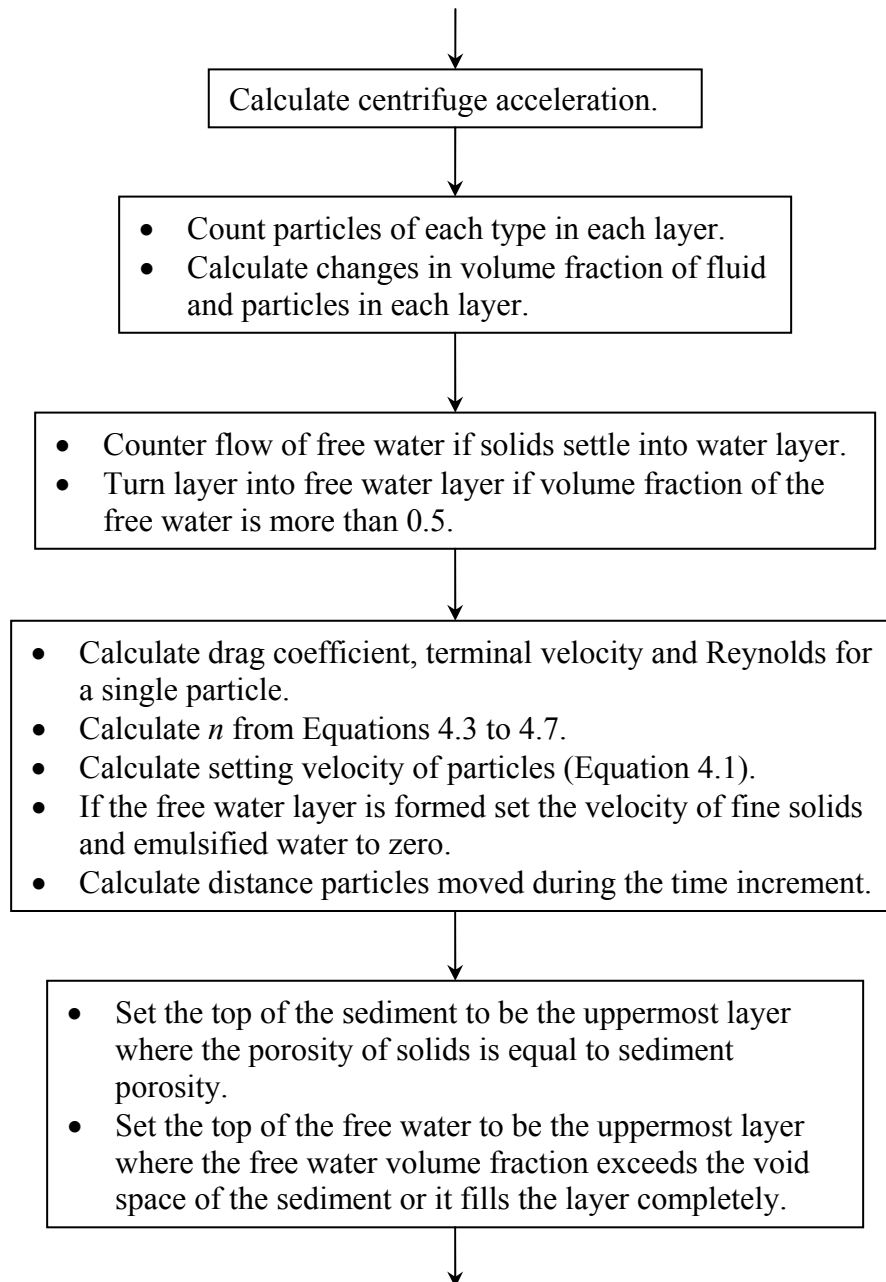 Calculate centrifuge acceleration.
• Count particles of each type in each layer.
• Calculate changes in volume fraction of fluid
and particles in each layer.
• Counter flow of free water if solids settle into water layer.
• Turn layer into free water layer if volume fraction of the
free water is more than 0.5.
• Calculate drag coefficient, terminal velocity and Reynolds for
a single particle.
• Calculate n from Equations 4.3 to 4.7.
• Calculate setting velocity of particles (Equation 4.1).
• If the free water layer is formed set the velocity of fine solids
and emulsified water to zero.
• Calculate distance particles moved during the time increment.
• Set the top of the sediment to be the uppermost layer
where the porosity of solids is equal to sediment
porosity.
• Set the top of the free water to be the uppermost layer
where the free water volume fraction exceeds the void
space of the sediment or it fills the layer completely.